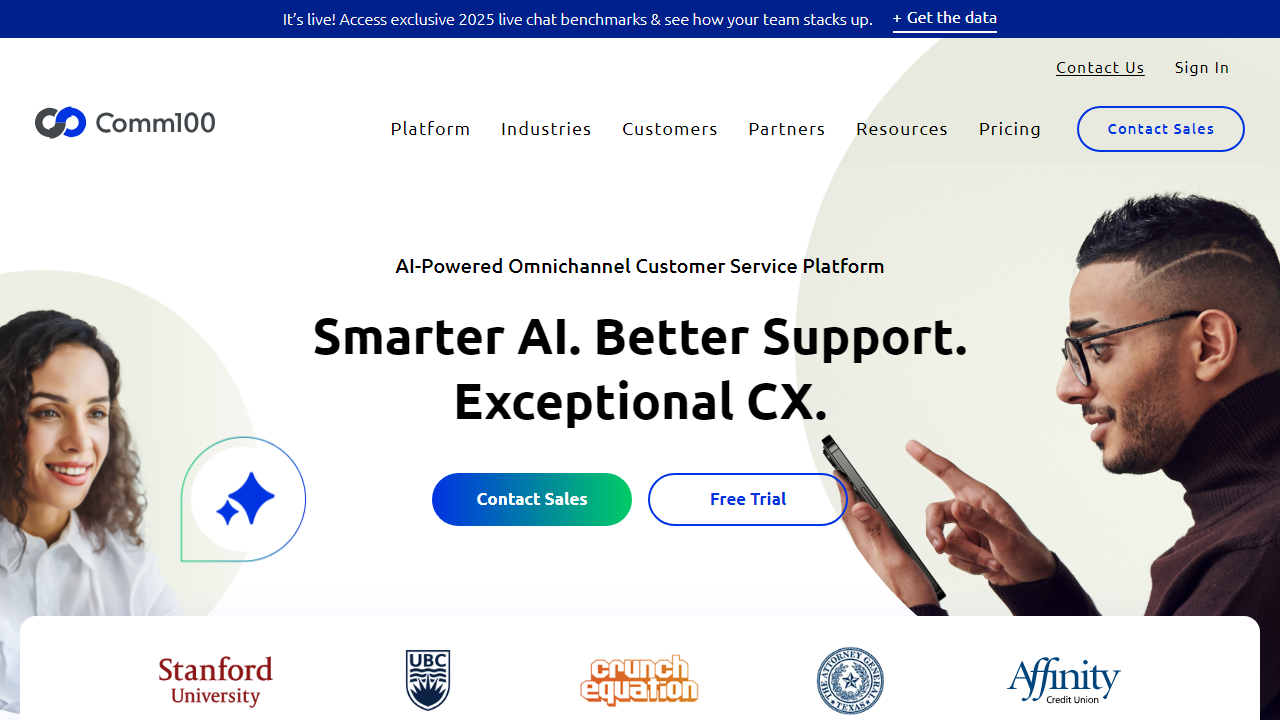 It's live! Access exclusive 2025 live chat benchmarks & see how your team stacks up. + Get the data
Contact Us Sign In
Comm100
Platform Industries Customers Partners Resources Pricing Contact Sales
AI-Powered Omnichannel Customer Service Platform
Smarter AI. Better Support.
Exceptional CX.
Contact Sales Free Trial
Stanford
University
UBC
crunch
equation
THE ATTORNEY GENERAL
TEXAS
Affinity
Credit Union